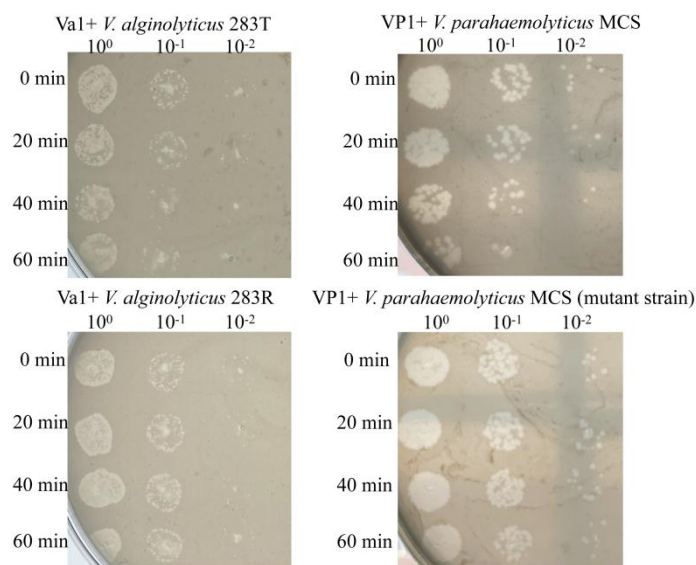 Va1+ V. alginolyticus 283T
10⁰ 10⁻¹ 10⁻²
0 min
20 min
40 min
60 min
VP1+ V. parahaemolyticus MCS
10⁰ 10⁻¹ 10⁻²
0 min
20 min
40 min
60 min
Va1+ V. alginolyticus 283R
10⁰ 10⁻¹ 10⁻²
0 min
20 min
40 min
60 min
VP1+ V. parahaemolyticus MCS (mutant strain)
10⁰ 10⁻¹ 10⁻²
0 min
20 min
40 min
60 min